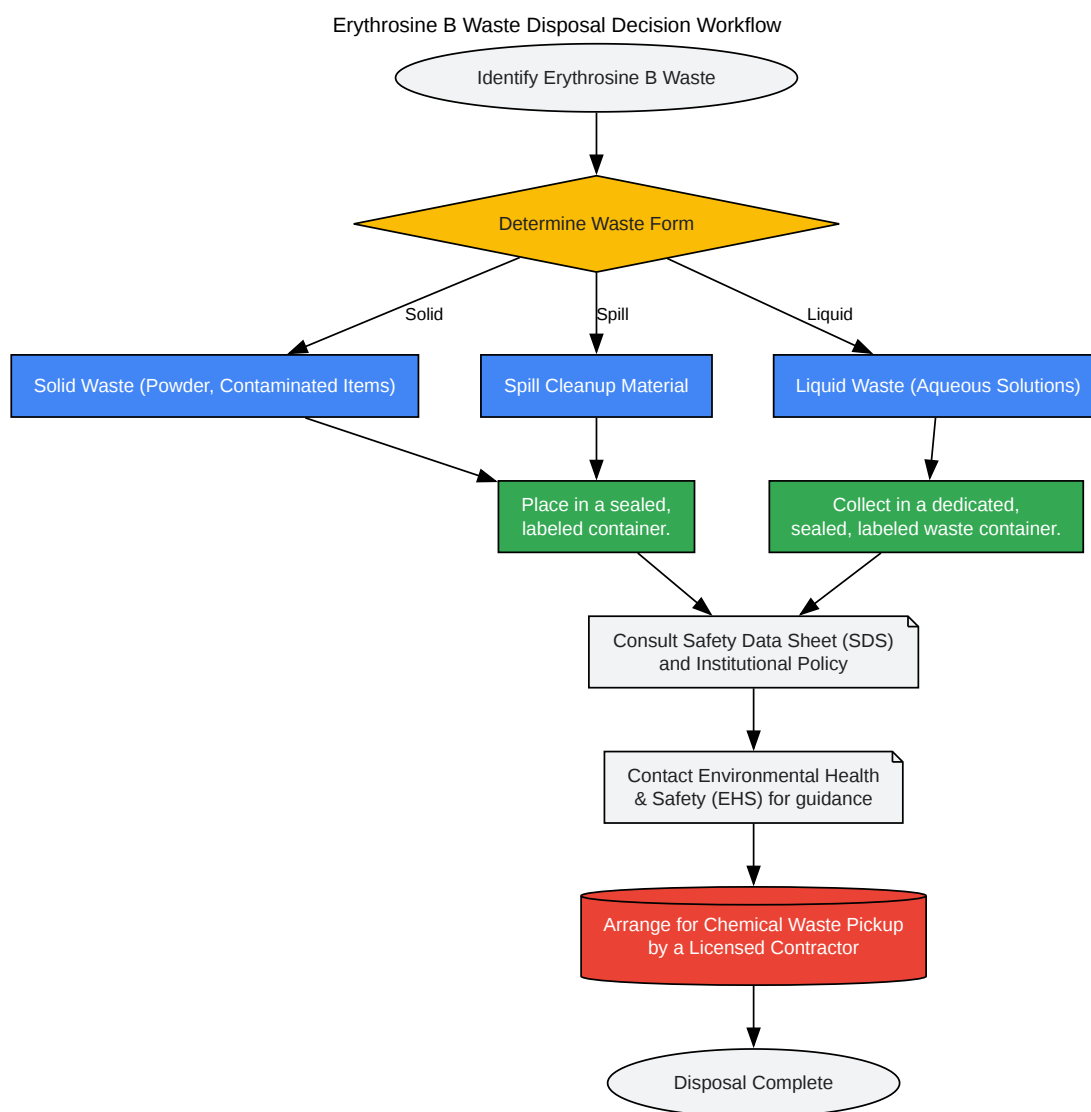 Erythrosine B Waste Disposal Decision Workflow
Identify Erythrosine B Waste
Determine Waste Form
Solid
Spill
Liquid
Solid Waste (Powder, Contaminated Items)
Spill Cleanup Material
Liquid Waste (Aqueous Solutions)
Place in a sealed,
labeled container.
Collect in a dedicated,
sealed, labeled waste container.
Consult Safety Data Sheet (SDS)
and Institutional Policy
Contact Environmental Health
& Safety (EHS) for guidance
Arrange for Chemical Waste Pickup
by a Licensed Contractor
Disposal Complete